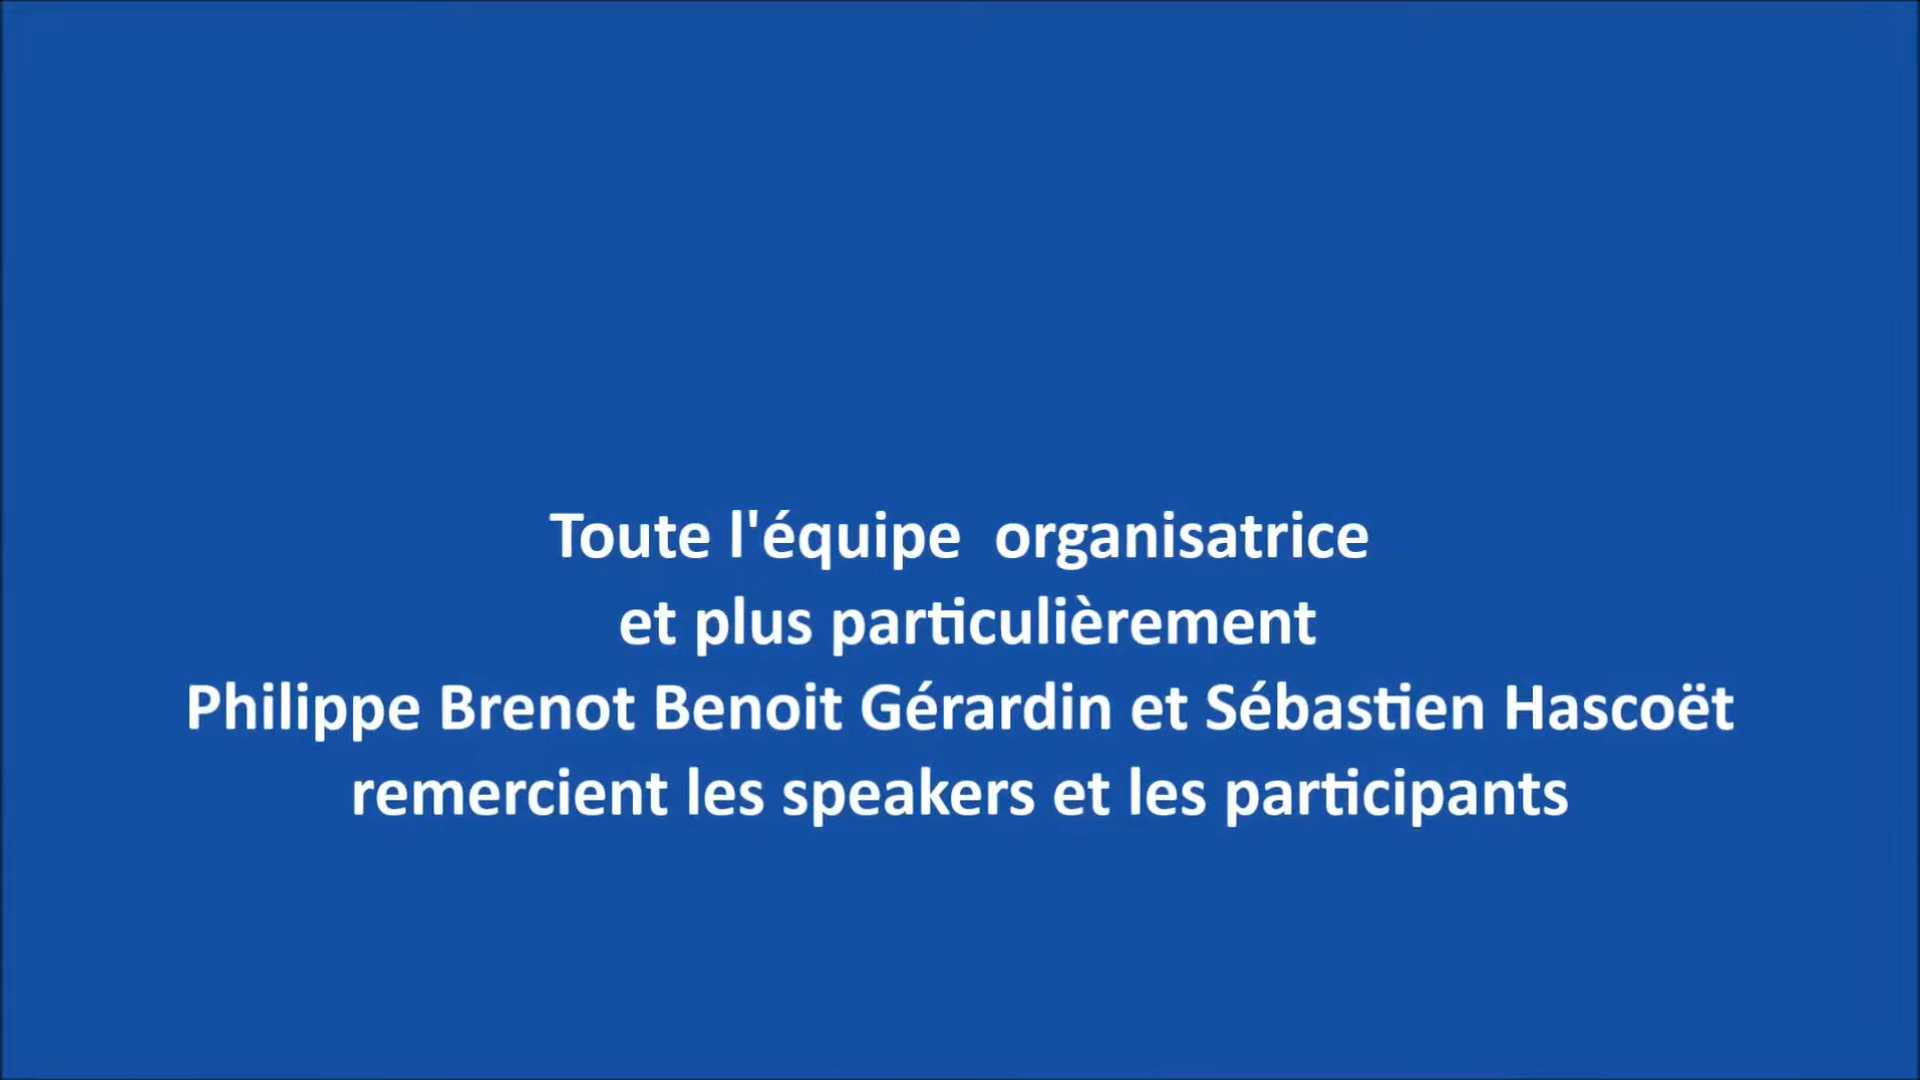 Toute l'équipe  organisatrice
et plus particulièrement
Philippe Brenot Benoit Gérardin et Sébastien Hascoët
remercient les speakers et les participants